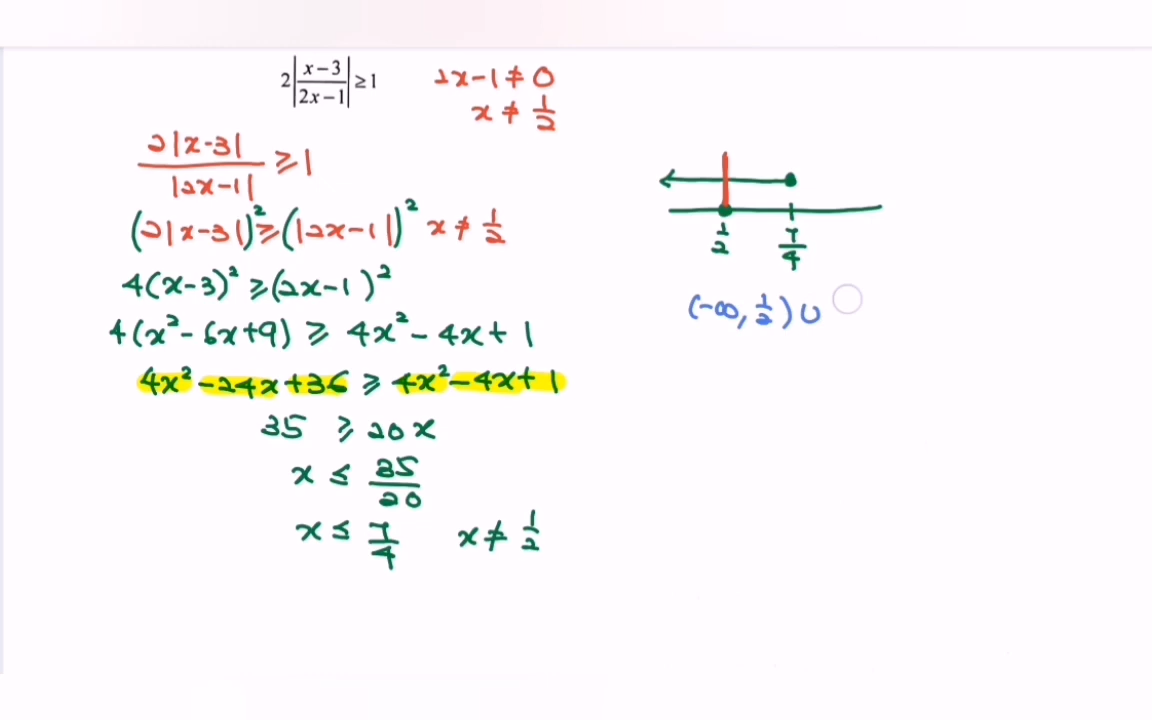 2|x−3/2x−1| ≥ 1
2x−1 ≠ 0
x ≠ 1/2
2|x−3|/|2x−1| ≥ 1
(2|x−3|)² ≥ (|2x−1|)² x ≠ 1/2
4(x−3)² ≥ (2x−1)²
4(x²−6x+9) ≥ 4x²−4x+1
4x²−24x+36 ≥ 4x²−4x+1
35 ≥ 20x
x ≤ 35/20
x ≤ 7/4 x ≠ 1/2
1/2 7/4
(-∞, 1/2) ∪